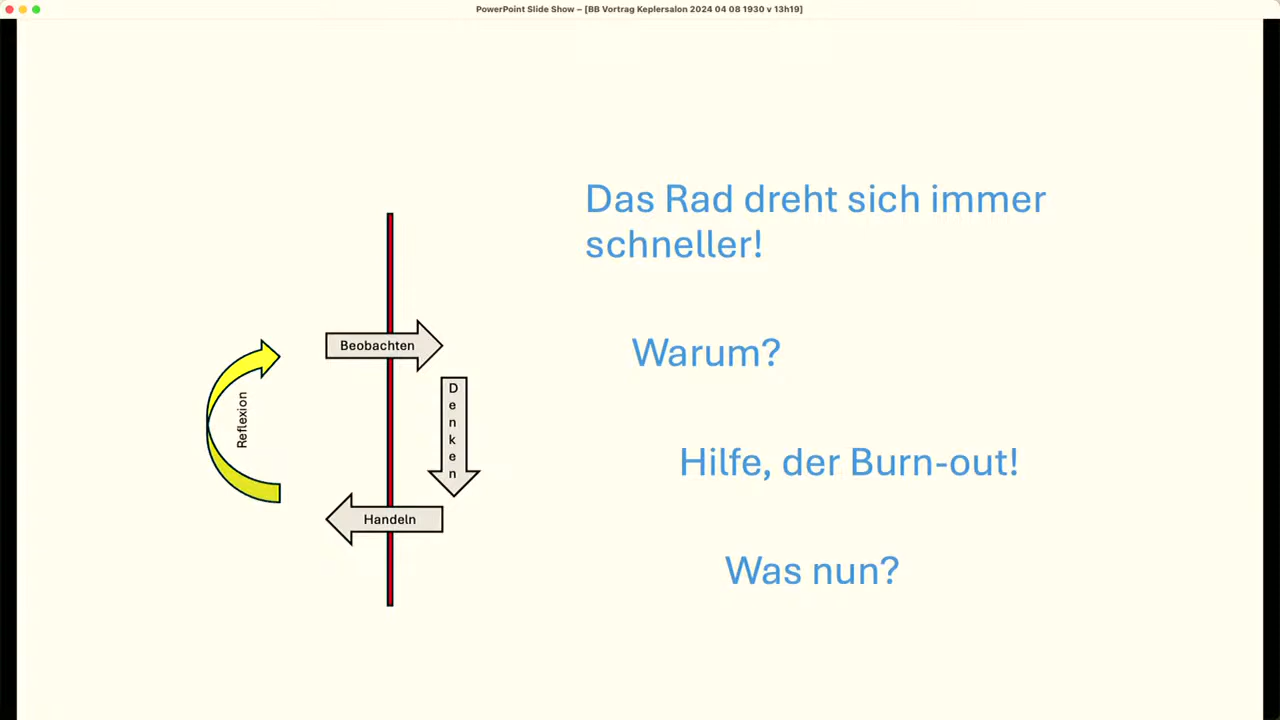 PowerPoint Slide Show – [BB Vortrag Keplersalon 2024 04 08 1930 v 13h19]
Das Rad dreht sich immer
schneller!
Warum?
Hilfe, der Burn-out!
Was nun?
Beobachten
Denken
Handeln
Reflexion